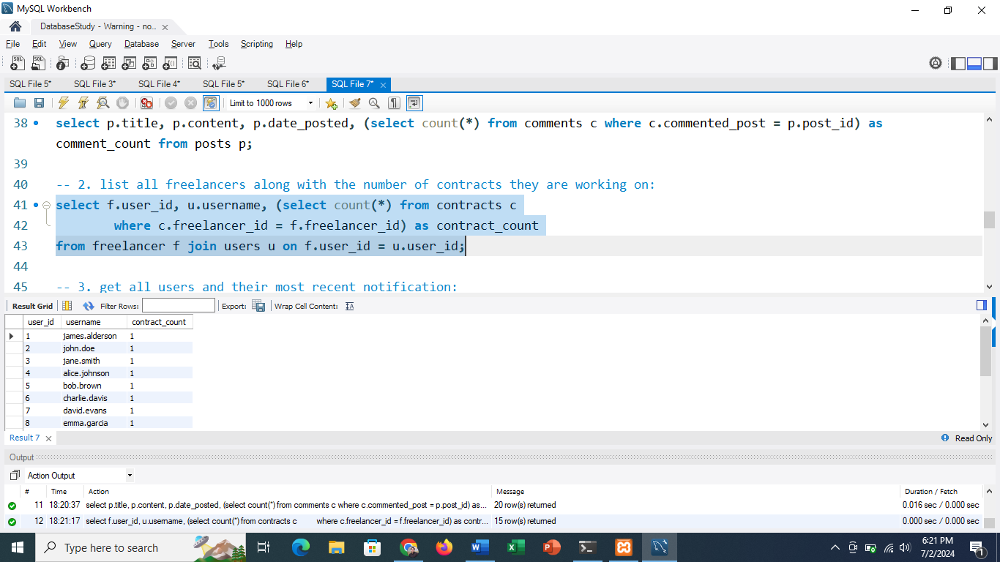 MySQL Workbench
DatabaseStudy - Warning - no...
File Edit View Query Database Server Tools Scripting Help
SQL File 5* SQL File 3* SQL File 4* SQL File 5* SQL File 6* SQL File 7*
Limit to 1000 rows
38 select p.title, p.content, p.date_posted, (select count(*) from comments c where c.commented_post = p.post_id) as
comment_count from posts p;
39
40 -- 2. list all freelancers along with the number of contracts they are working on:
41 select f.user_id, u.username, (select count(*) from contracts c
42 where c.freelancer_id = f.freelancer_id) as contract_count
43 from freelancer f join users u on f.user_id = u.user_id;
44
45 -- 3. get all users and their most recent notification:
Result Grid Filter Rows: Export: Wrap Cell Content:
user_id username contract_count
1 james.alderson 1
2 john.doe 1
3 jane.smith 1
4 alice.johnson 1
5 bob.brown 1
6 charlie.davis 1
7 david.evans 1
8 emma.garcia 1
Result 7 Read Only
Output
Action Output
# Time Action Message Duration / Fetch
11 18:20:37 select p.title, p.content, p.date_posted, (select count(*) from comments c where c.commented_post = p.post_id) as... 20 row(s) returned 0.016 sec / 0.000 sec
12 18:21:17 select f.user_id, u.username, (select count(*) from contracts c where c.freelancer_id = f.freelancer_id) as contr... 15 row(s) returned 0.000 sec / 0.000 sec
Type here to search
6:21 PM
7/2/2024
1